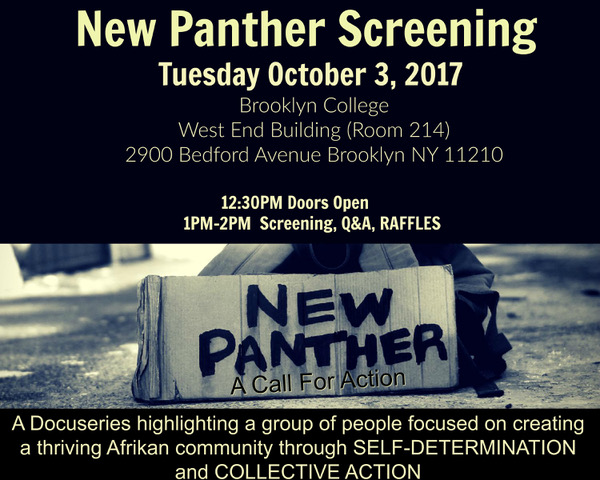 New Panther Screening
Tuesday October 3, 2017
Brooklyn College
West End Building (Room 214)
2900 Bedford Avenue Brooklyn NY 11210
12:30PM Doors Open
1PM-2PM Screening, Q&A, RAFFLES
NEW
PANTHER
A Call For Action
A Docuseries highlighting a group of people focused on creating
a thriving Afrikan community through SELF-DETERMINATION
and COLLECTIVE ACTION